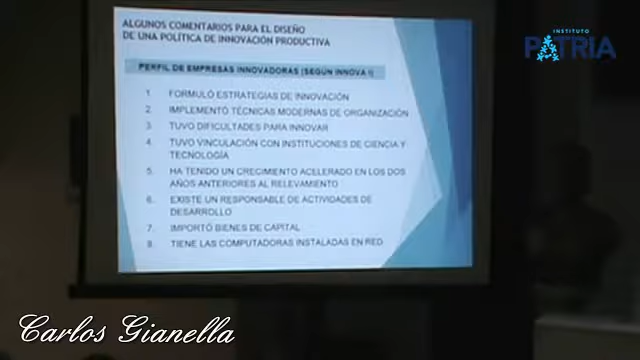 ALGUNOS COMENTARIOS PARA EL DISEÑO
DE UNA POLÍTICA DE INNOVACIÓN PRODUCTIVA
PERFIL DE EMPRESAS INNOVADORAS (SEGÚN INNOVA I)
1. FORMULÓ ESTRATEGIAS DE INNOVACIÓN
2. IMPLEMENTÓ TÉCNICAS MODERNAS DE ORGANIZACIÓN
3. TUVO DIFICULTADES PARA INNOVAR
4. TUVO VINCULACIÓN CON INSTITUCIONES DE CIENCIA Y
TECNOLOGÍA
5. HA TENIDO UN CRECIMIENTO ACELERADO EN LOS DOS
AÑOS ANTERIORES AL RELEVAMIENTO
6. EXISTE UN RESPONSABLE DE ACTIVIDADES DE
DESARROLLO
7. IMPORTÓ BIENES DE CAPITAL
8. TIENE LAS COMPUTADORAS INSTALADAS EN RED
INSTITUTO
PATRIA
Carlos Gianella